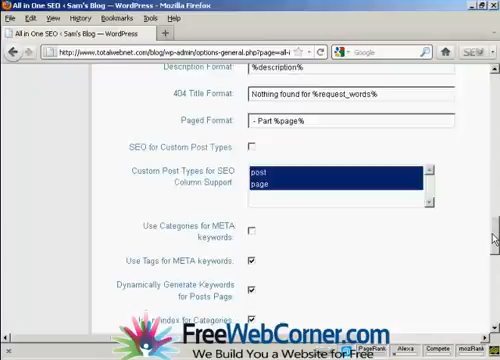 All in One SEO ‹ Sam's Blog — WordPress - Mozilla Firefox
Edit View History Bookmarks Tools Help
All in One SEO ‹ Sam's Blog — WordPress
http://www.totalwebnet.com/blog/wp-admin/options-general.php?page=all-i
Google
Description Format:
%description%
404 Title Format:
Nothing found for %request_words%
Paged Format:
- Part %page%
SEO for Custom Post Types:
Custom Post Types for SEO
Column Support:
post
page
Use Categories for META
keywords:
Use Tags for META keywords:
Dynamically Generate Keywords
for Posts Page:
index for Categories:
FreeWebCorner.com
We Build You a Website for Free
PageRank
Alexa
Compete
mozRank